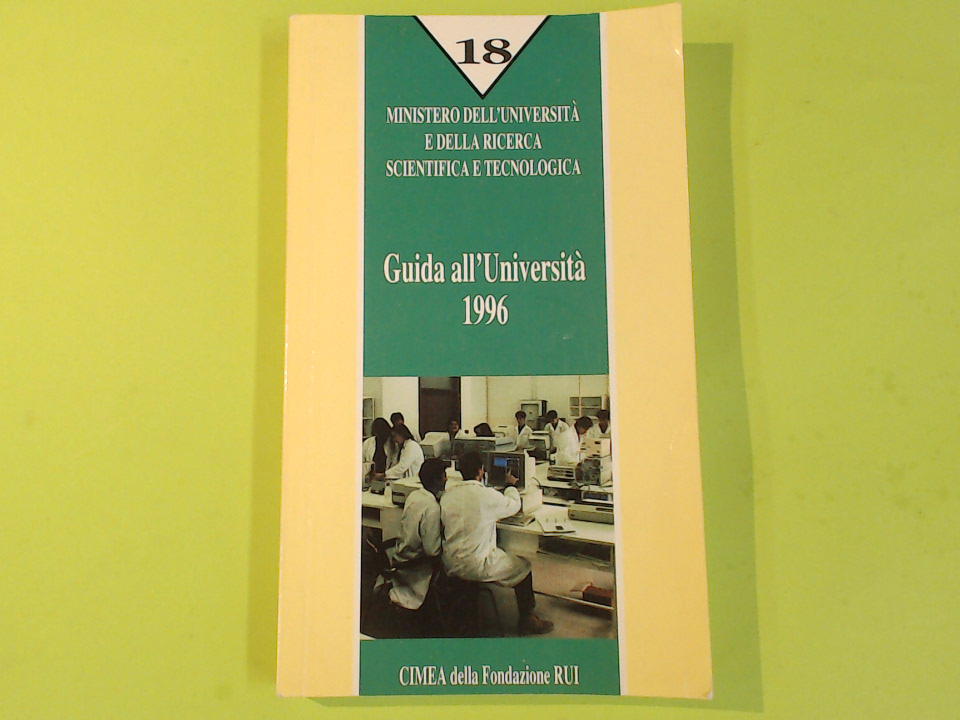 18
MINISTERO DELL'UNIVERSITÀ
E DELLA RICERCA
SCIENTIFICA E TECNOLOGICA
Guida all'Università
1996
CIMEA della Fondazione RUI